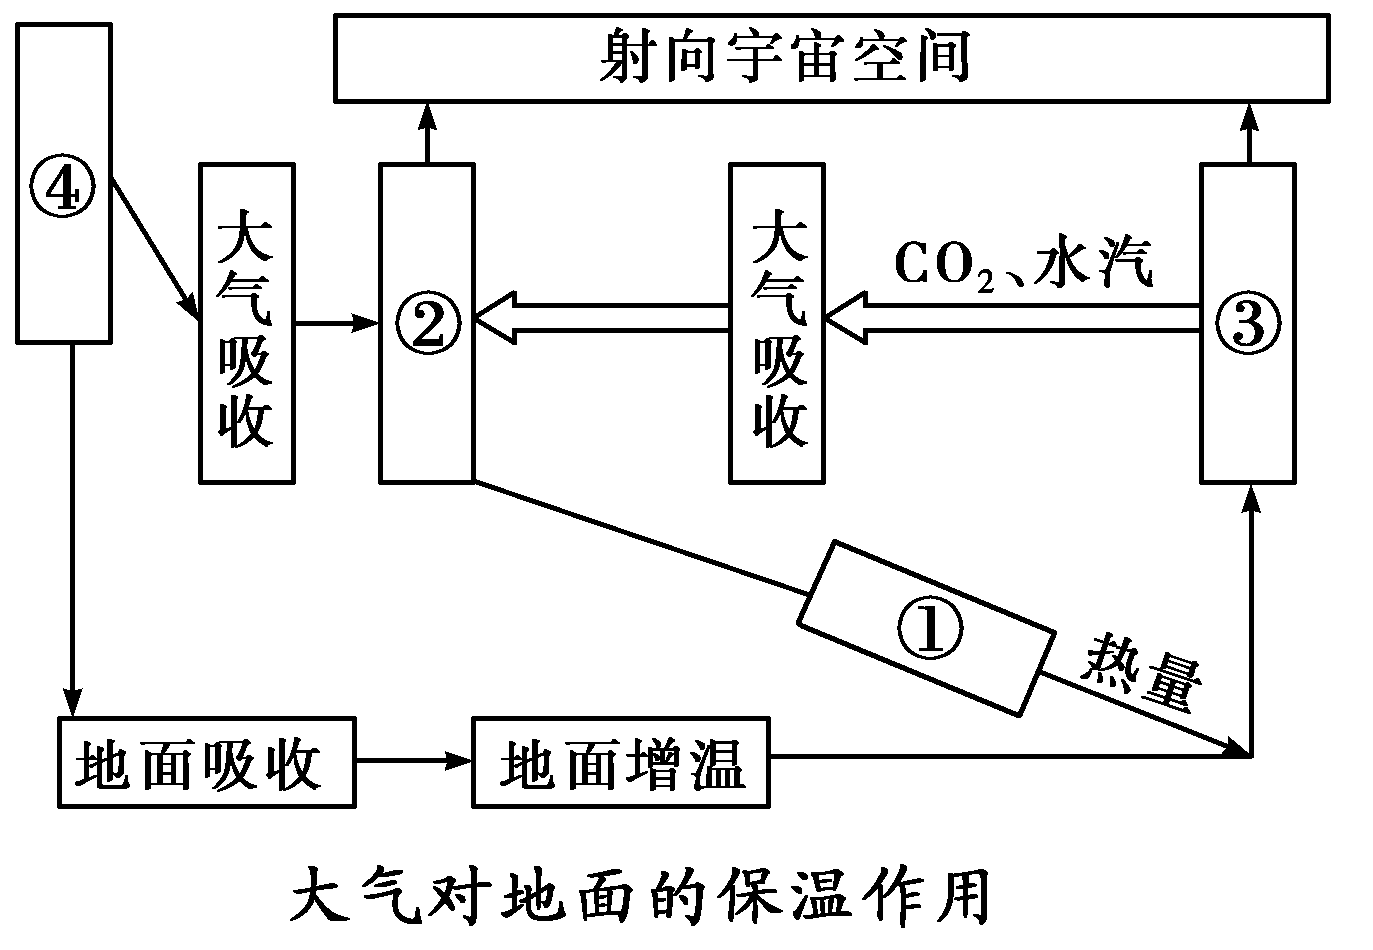 射向宇宙空间
④
大气吸收
②
大气吸收
CO₂、水汽
③
①
热量
地面吸收
地面增温
大气对地面的保温作用